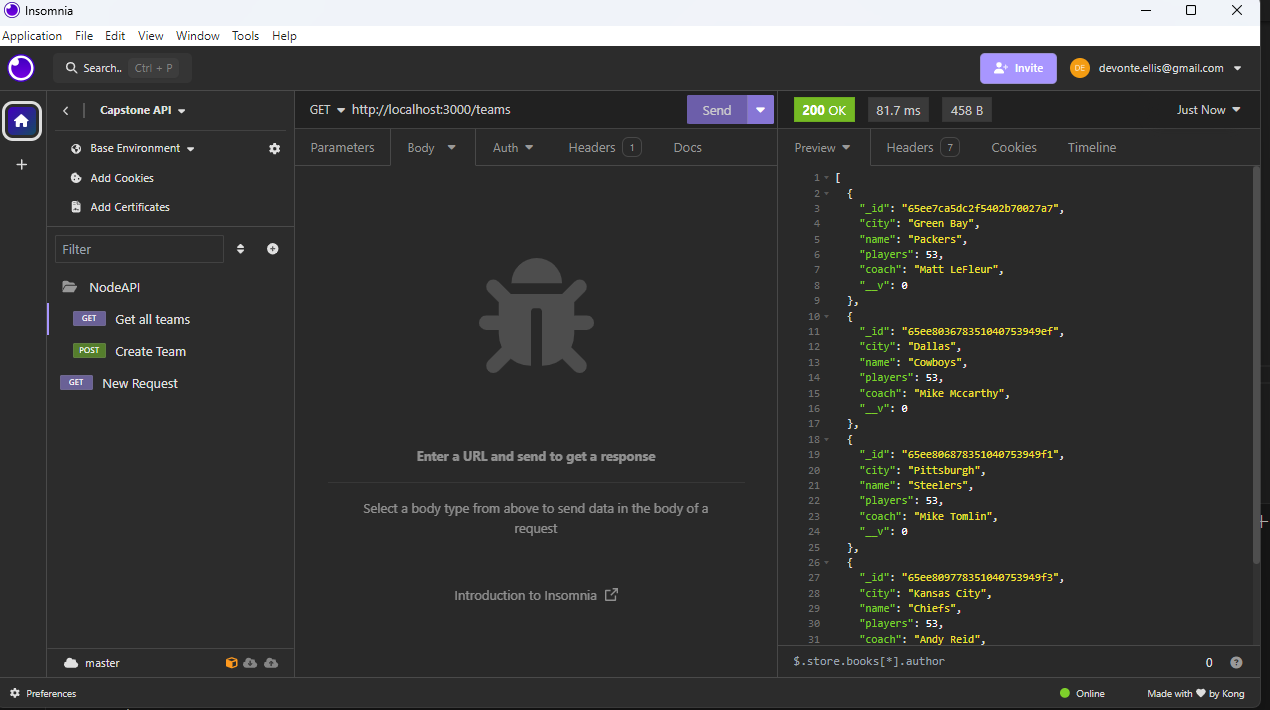 Insomnia
Application File Edit View Window Tools Help
Search.. Ctrl + P
Invite
DE
devonte.ellis@gmail.com
Capstone API
GET http://localhost:3000/teams
Send
200 OK
81.7 ms
458 B
Just Now
Base Environment
Add Cookies
Add Certificates
Filter
NodeAPI
GET Get all teams
POST Create Team
GET New Request
master
Parameters Body Auth Headers 1 Docs
Enter a URL and send to get a response
Select a body type from above to send data in the body of a
request
Introduction to Insomnia
Preview Headers 7 Cookies Timeline
1 [
2 {
3 "_id": "65ee7ca5dc2f5402b70027a7",
4 "city": "Green Bay",
5 "name": "Packers",
6 "players": 53,
7 "coach": "Matt LeFleur",
8 "__v": 0
9 },
10 {
11 "_id": "65ee803678351040753949ef",
12 "city": "Dallas",
13 "name": "Cowboys",
14 "players": 53,
15 "coach": "Mike Mccarthy",
16 "__v": 0
17 },
18 {
19 "_id": "65ee806878351040753949f1",
20 "city": "Pittsburgh",
21 "name": "Steelers",
22 "players": 53,
23 "coach": "Mike Tomlin",
24 "__v": 0
25 },
26 {
27 "_id": "65ee809778351040753949f3",
28 "city": "Kansas City",
29 "name": "Chiefs",
30 "players": 53,
31 "coach": "Andy Reid",
$.store.books[*].author
0
Preferences
Online
Made with ♥ by Kong